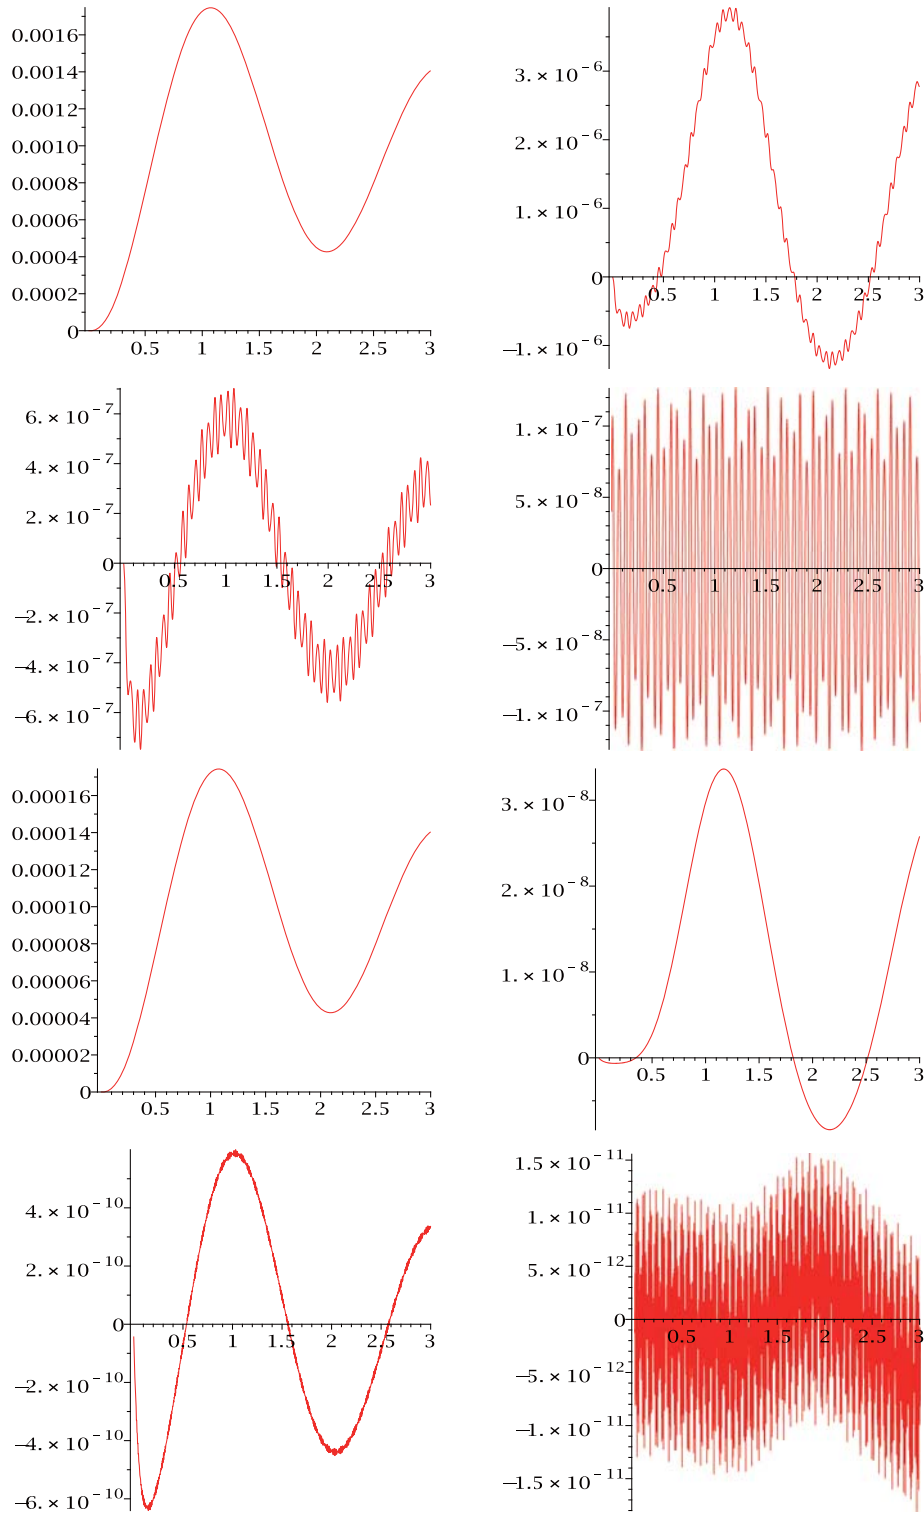 0.0016
0.0014
0.0012
0.0010
0.0008
0.0006
0.0004
0.0002
0
0.5 1 1.5 2 2.5 3
3. × 10⁻⁶
2. × 10⁻⁶
1. × 10⁻⁶
0
0.5 1 1.5 2 2.5 3
−1. × 10⁻⁶
6. × 10⁻⁷
4. × 10⁻⁷
2. × 10⁻⁷
0
0.5 1 1.5 2 2.5 3
−2. × 10⁻⁷
−4. × 10⁻⁷
−6. × 10⁻⁷
1. × 10⁻⁷
5. × 10⁻⁸
0
0.5 1 1.5 2 2.5 3
−5. × 10⁻⁸
−1. × 10⁻⁷
0.00016
0.00014
0.00012
0.00010
0.00008
0.00006
0.00004
0.00002
0
0.5 1 1.5 2 2.5 3
3. × 10⁻⁸
2. × 10⁻⁸
1. × 10⁻⁸
0
0.5 1 1.5 2 2.5 3
4. × 10⁻¹⁰
2. × 10⁻¹⁰
0
0.5 1 1.5 2 2.5 3
−2. × 10⁻¹⁰
−4. × 10⁻¹⁰
−6. × 10⁻¹⁰
1.5 × 10⁻¹¹
1. × 10⁻¹¹
5. × 10⁻¹²
0
0.5 1 1.5 2 2.5 3
−5. × 10⁻¹²
−1. × 10⁻¹¹
−1.5 × 10⁻¹¹